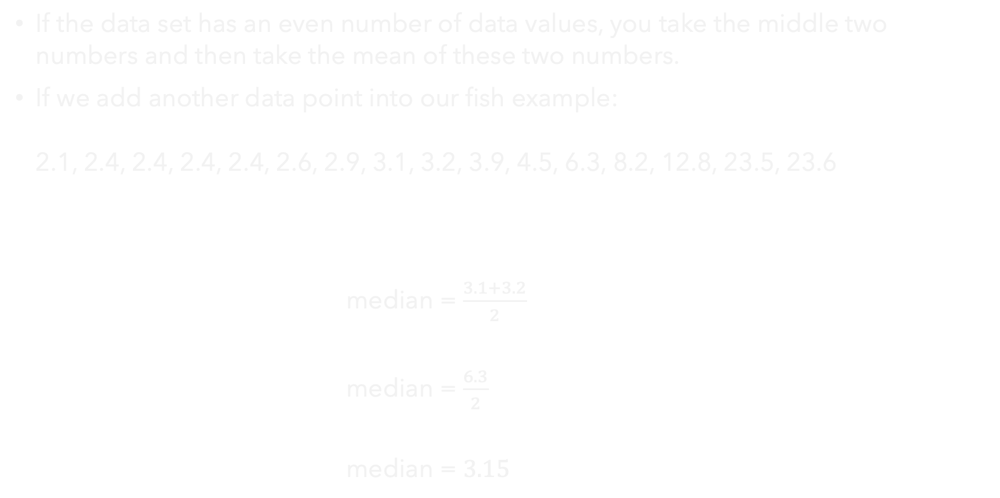 • If the data set has an even number of data values, you take the middle two
numbers and then take the mean of these two numbers.
• If we add another data point into our fish example:
2.1, 2.4, 2.4, 2.4, 2.4, 2.6, 2.9, 3.1, 3.2, 3.9, 4.5, 6.3, 8.2, 12.8, 23.5, 23.6
median = 3.1+3.2
2
median = 6.3
2
median = 3.15